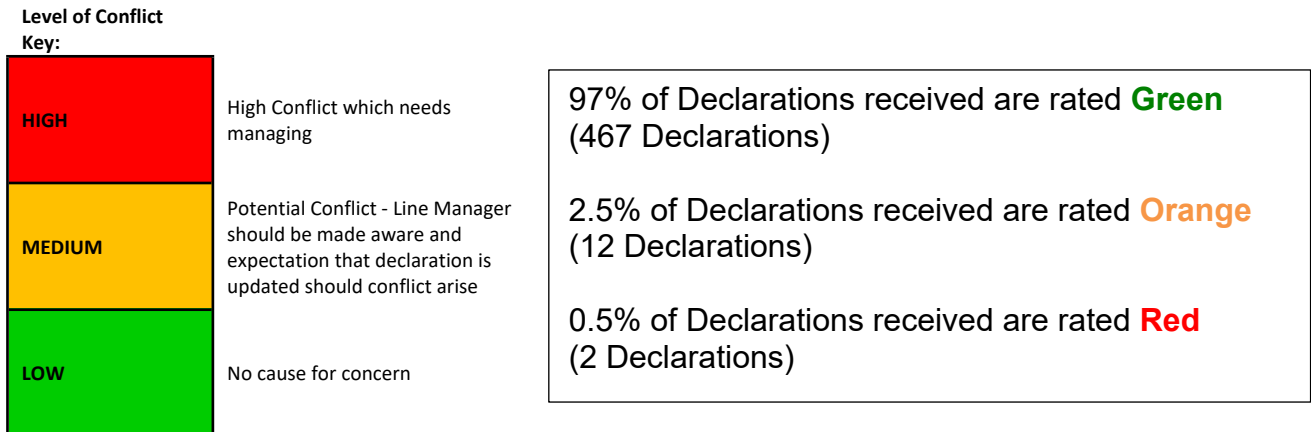 Level of Conflict
Key:
HIGH
High Conflict which needs
managing
MEDIUM
Potential Conflict - Line Manager
should be made aware and
expectation that declaration is
updated should conflict arise
LOW
No cause for concern
97% of Declarations received are rated Green
(467 Declarations)
2.5% of Declarations received are rated Orange
(12 Declarations)
0.5% of Declarations received are rated Red
(2 Declarations)